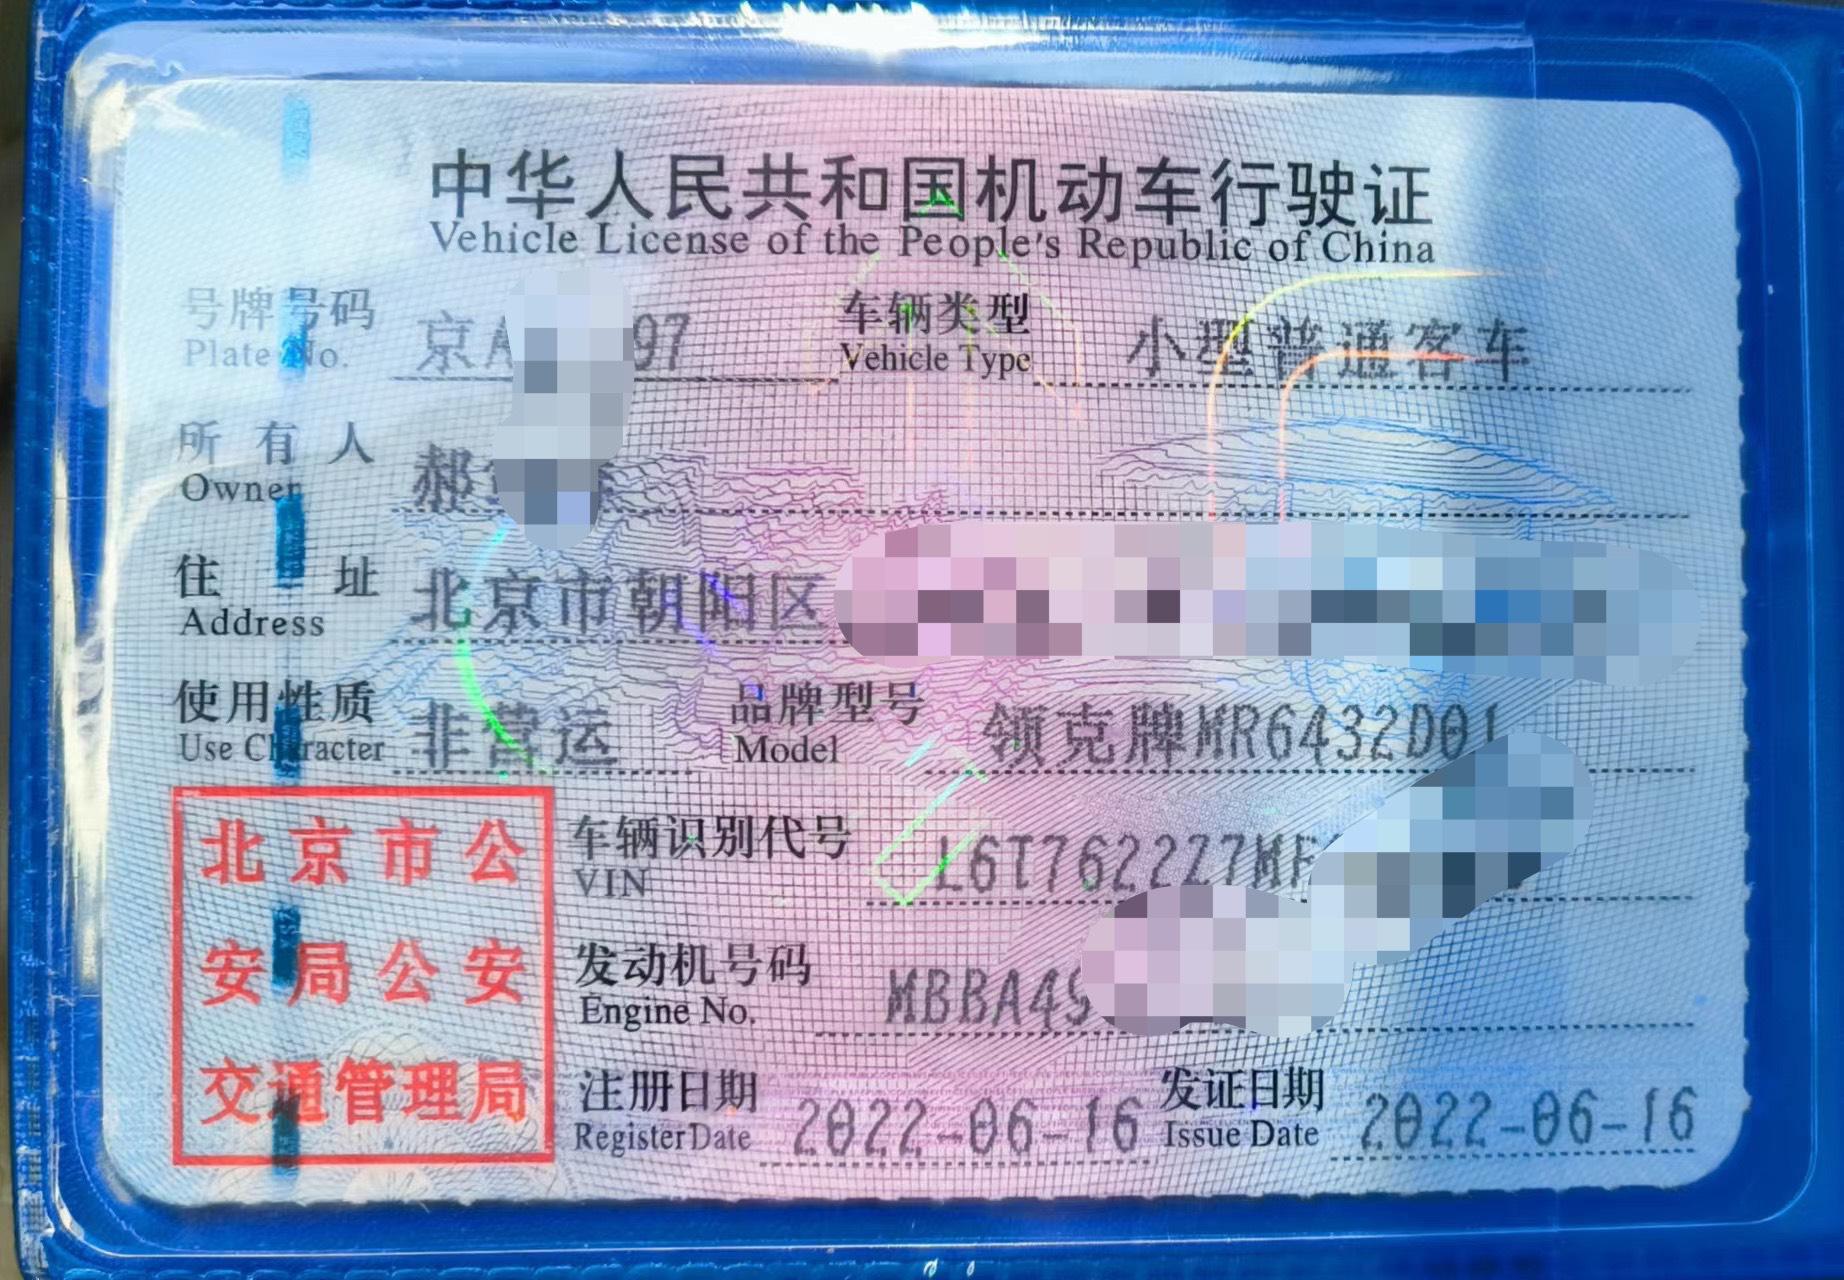 中华人民共和国机动车行驶证
Vehicle License of the People's Republic of China
号牌号码 京A 97 车辆类型 小型普通客车
Plate No. Vehicle Type
所有人 郝
Owner
住址 北京市朝阳区
Address
使用性质 非营运 品牌型号 领克牌MR6432D01
Use Character Model
北京市公
安局公安
交通管理局
车辆识别代号 L6T7622Z7MF
VIN
发动机号码 MBBA49
Engine No.
注册日期 2022-06-16 发证日期 2022-06-16
Register Date Issue Date